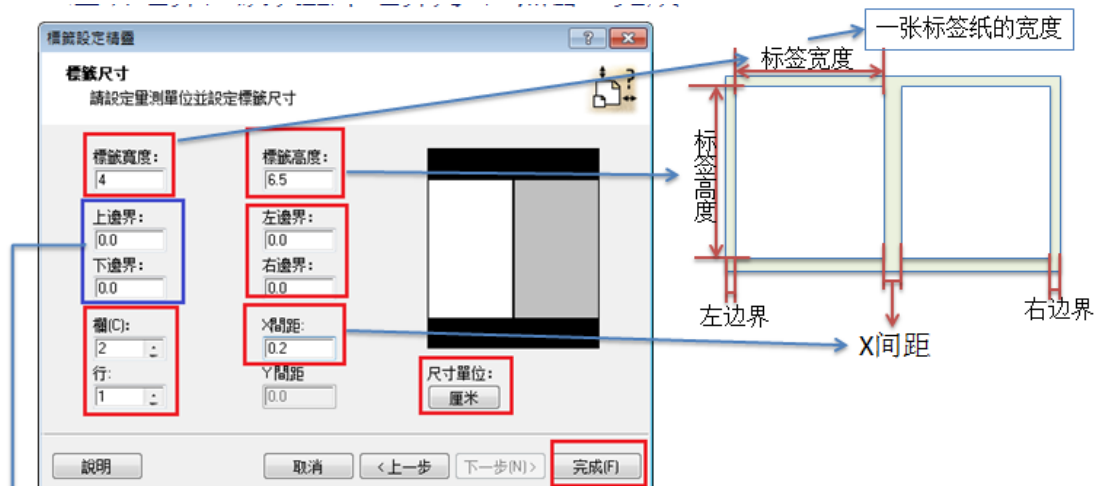 標籤設定精靈
標籤尺寸
請設定量測單位並設定標籤尺寸
標籤寬度：
4
標籤高度：
6.5
上邊界：
0.0
左邊界：
0.0
下邊界：
0.0
右邊界：
0.0
欄(C):
2
X間距:
0.2
行:
1
Y間距
0.0
尺寸單位：
厘米
說明
取消
<上一步
下一步(N)>
完成(F)
一张标签纸的宽度
标签宽度
标签高度
左边界
右边界
X间距